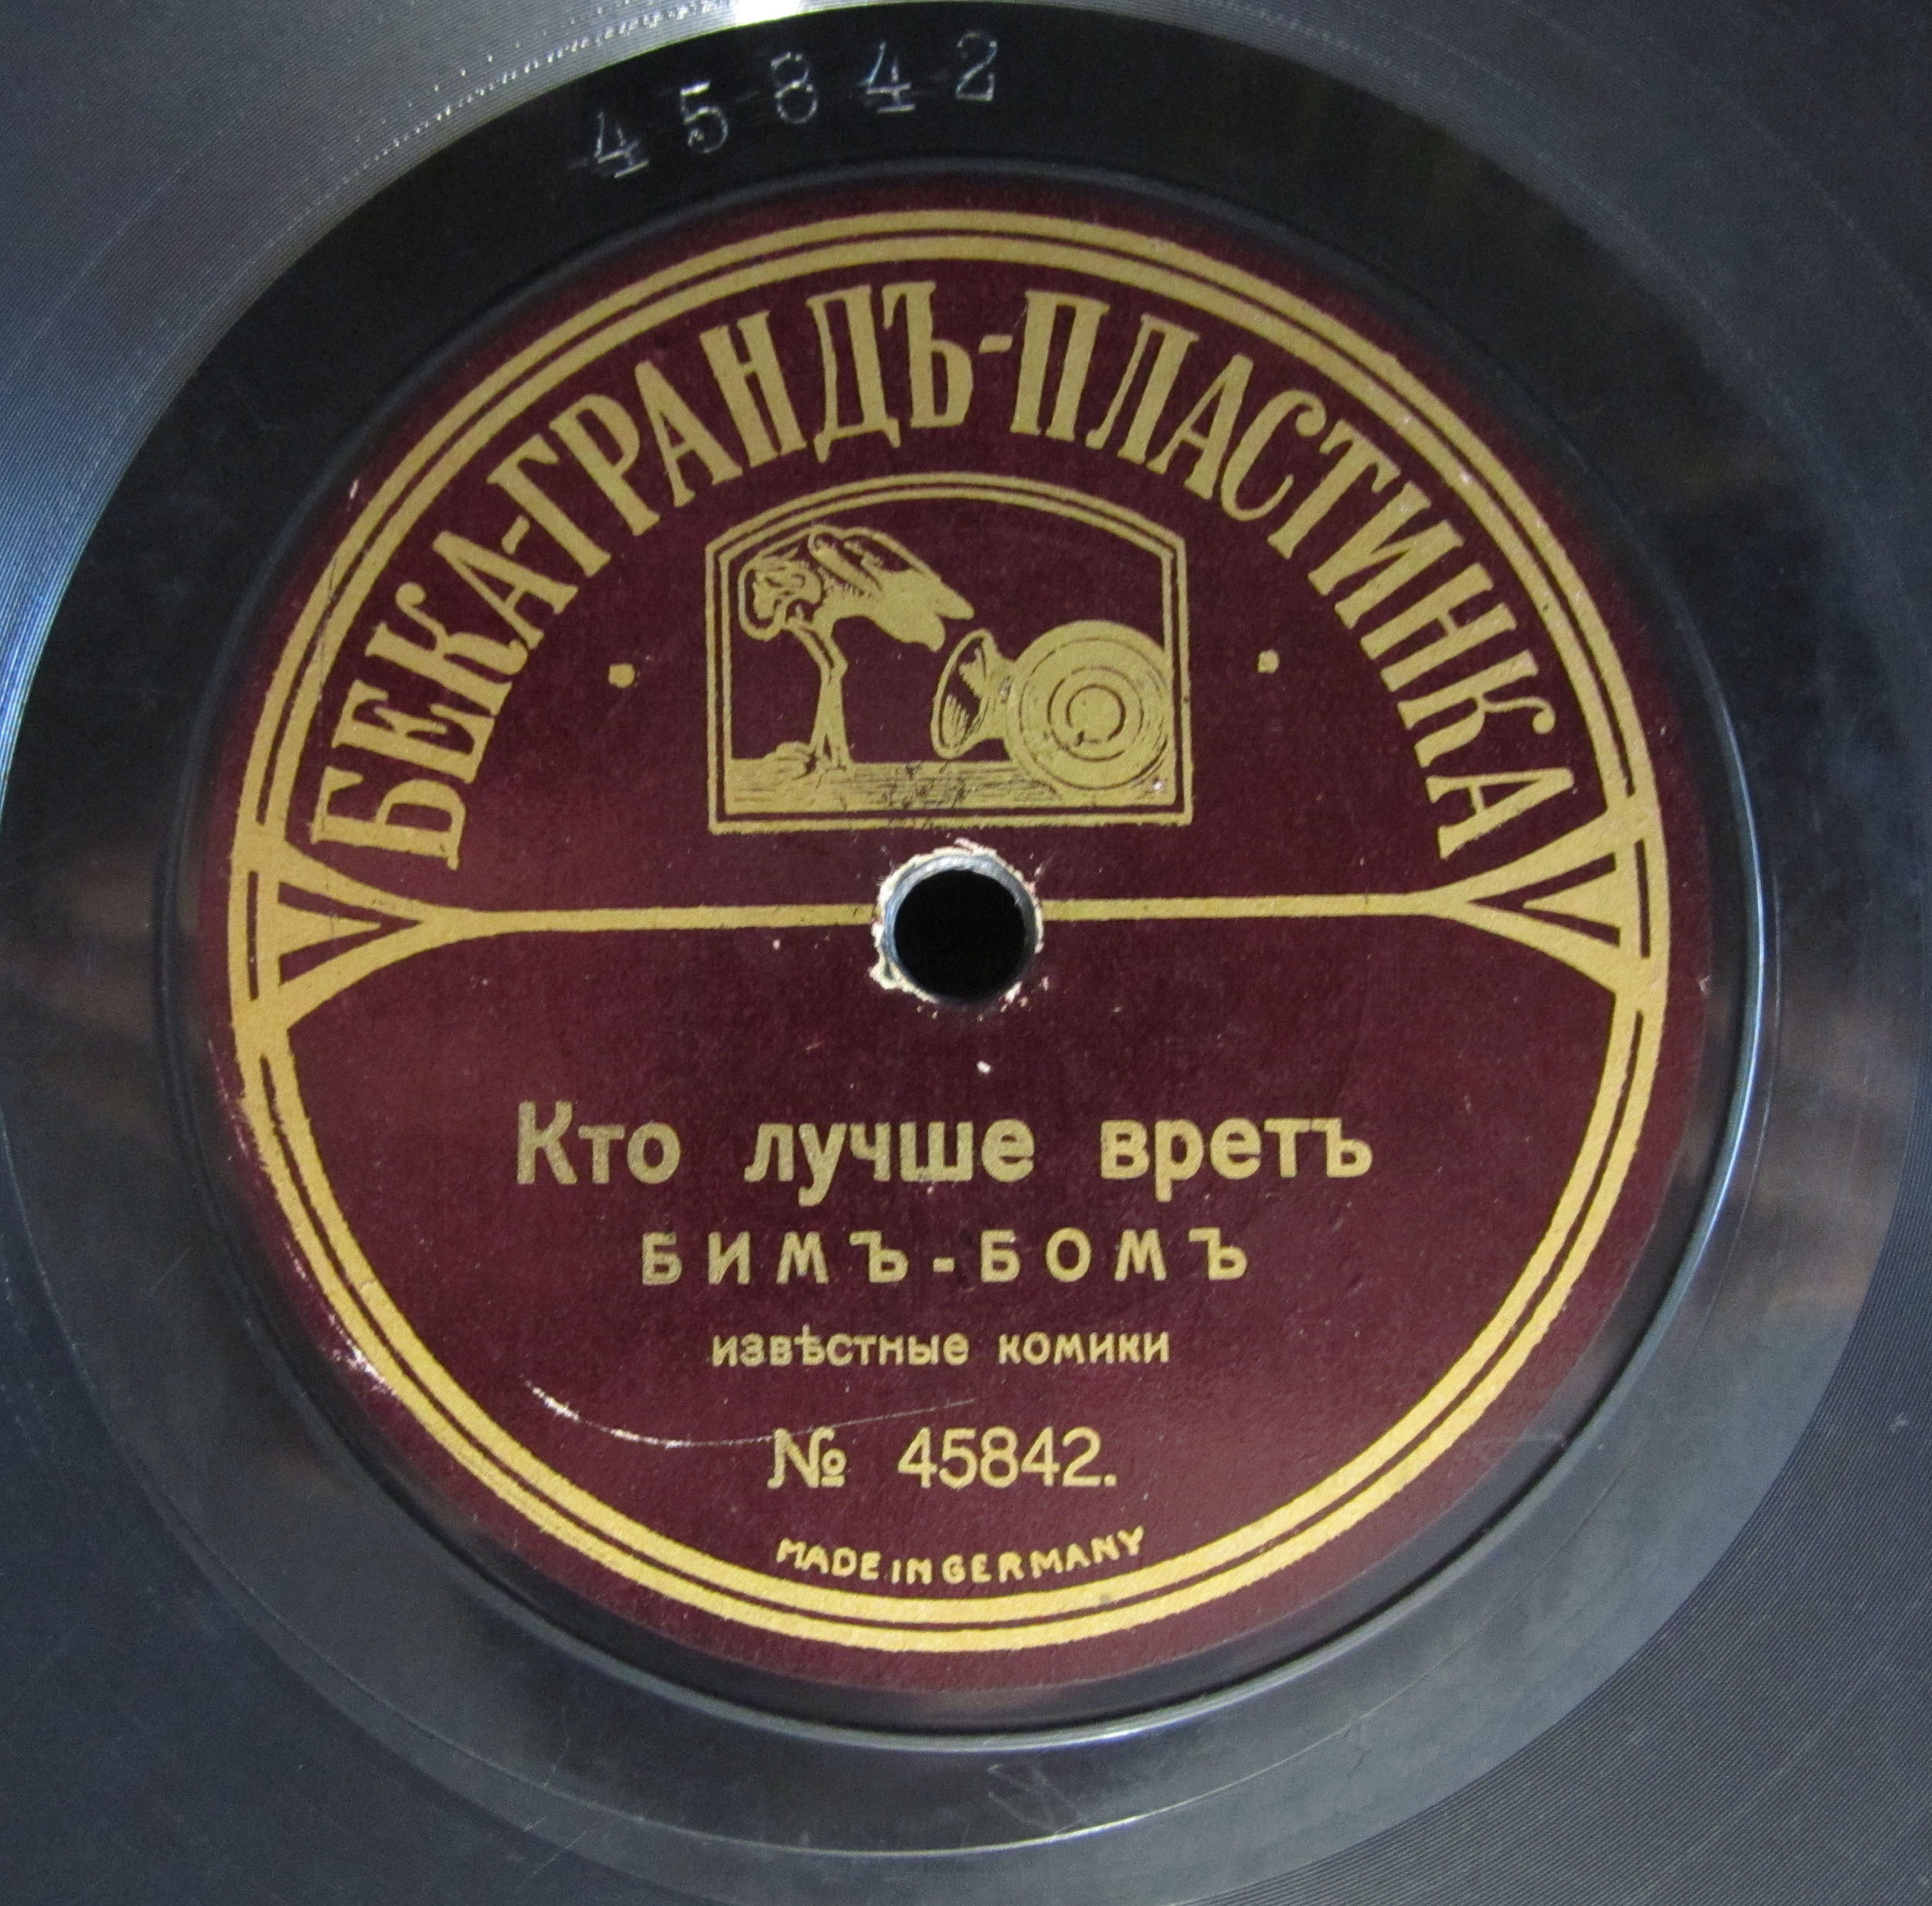 45842
БЕКА-ГРАНДЪ-ПЛАСТИНКА
Кто лучше вретъ
БИМЪ-БОМЪ
извѣстные комики
№ 45842.
MADE IN GERMANY